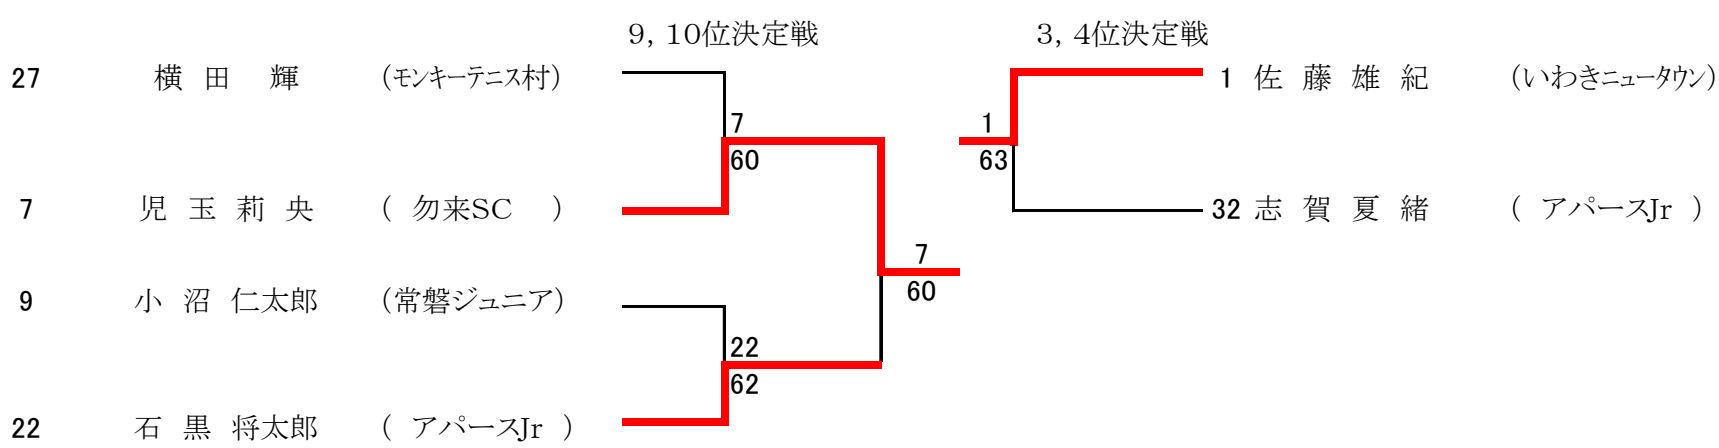 9，10位決定戦　3，4位決定戦
27　横田　輝　（モンキーテニス村）　1　佐藤雄紀　（いわきニュータウン）
7　1
60　63
7　児玉莉央　（勿来SC　）　32　志賀夏緒　（アパースJr　）
7
9　小沼仁太郎　（常磐ジュニア）　60
22
62
22　石黒将太郎　（アパースJr　）